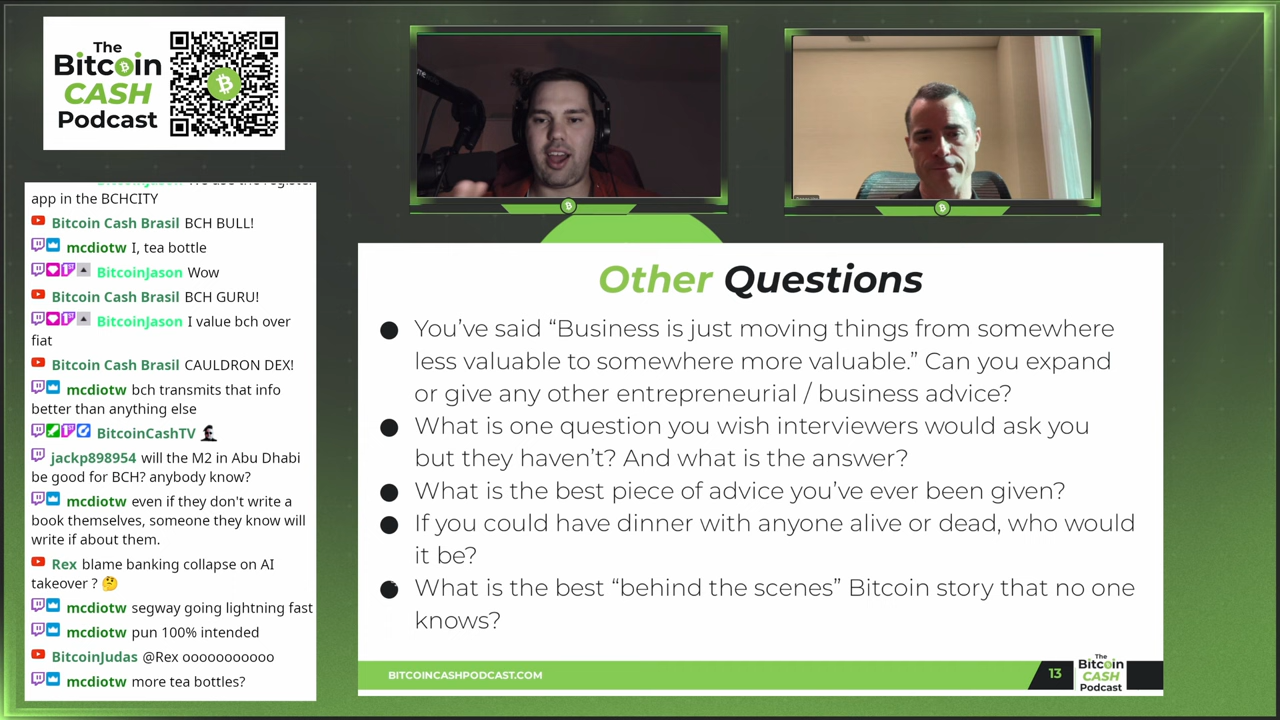 The
Bitcoin
CASH
Podcast
app in the BCHCITY
Bitcoin Cash Brasil BCH BULL!
mcdiotw I, tea bottle
BitcoinJason Wow
Bitcoin Cash Brasil BCH GURU!
BitcoinJason I value bch over
fiat
Bitcoin Cash Brasil CAULDRON DEX!
mcdiotw bch transmits that info
better than anything else
BitcoinCashTV
jackp898954 will the M2 in Abu Dhabi
be good for BCH? anybody know?
mcdiotw even if they don't write a
book themselves, someone they know will
write if about them.
Rex blame banking collapse on AI
takeover ? 🤔
mcdiotw segway going lightning fast
mcdiotw pun 100% intended
BitcoinJudas @Rex ooooooooooo
mcdiotw more tea bottles?
Other Questions
● You’ve said “Business is just moving things from somewhere
less valuable to somewhere more valuable.” Can you expand
or give any other entrepreneurial / business advice?
● What is one question you wish interviewers would ask you
but they haven’t? And what is the answer?
● What is the best piece of advice you’ve ever been given?
● If you could have dinner with anyone alive or dead, who would
it be?
● What is the best “behind the scenes” Bitcoin story that no one
knows?
BITCOINCASHPODCAST.COM
13
The
Bitcoin
CASH
Podcast